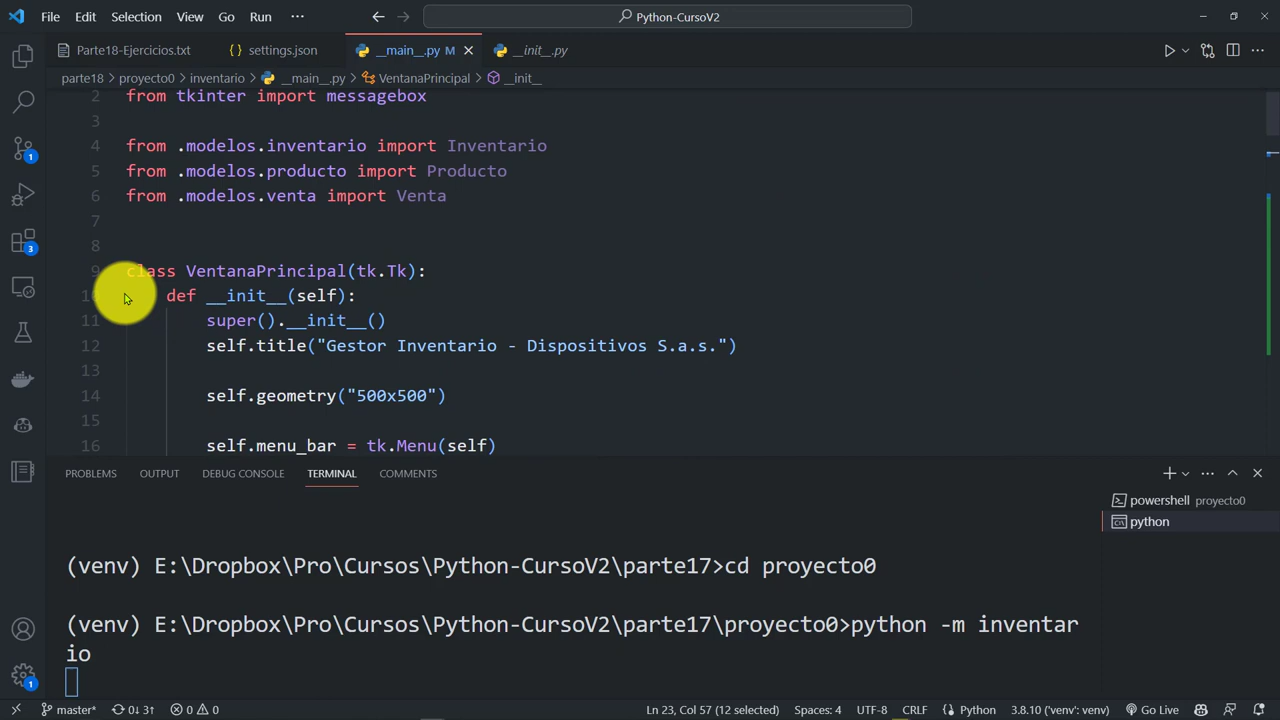 File Edit Selection View Go Run ··· Python-CursoV2
Parte18-Ejercicios.txt {} settings.json __main__.py M __init__.py
parte18 > proyecto0 > inventario > __main__.py > VentanaPrincipal > __init__
2 from tkinter import messagebox
3
4 from .modelos.inventario import Inventario
5 from .modelos.producto import Producto
6 from .modelos.venta import Venta
7
8
9 class VentanaPrincipal(tk.Tk):
10 def __init__(self):
11 super().__init__()
12 self.title("Gestor Inventario - Dispositivos S.a.s.")
13
14 self.geometry("500x500")
15
16 self.menu_bar = tk.Menu(self)
PROBLEMS OUTPUT DEBUG CONSOLE TERMINAL COMMENTS
powershell proyecto0
python
(venv) E:\Dropbox\Pro\Cursos\Python-CursoV2\parte17>cd proyecto0
(venv) E:\Dropbox\Pro\Cursos\Python-CursoV2\parte17\proyecto0>python -m inventar
io
1
3
1
master* 0↓ 3↑ 0 0 Ln 23, Col 57 (12 selected) Spaces: 4 UTF-8 CRLF {} Python 3.8.10 ('venv': venv) Go Live